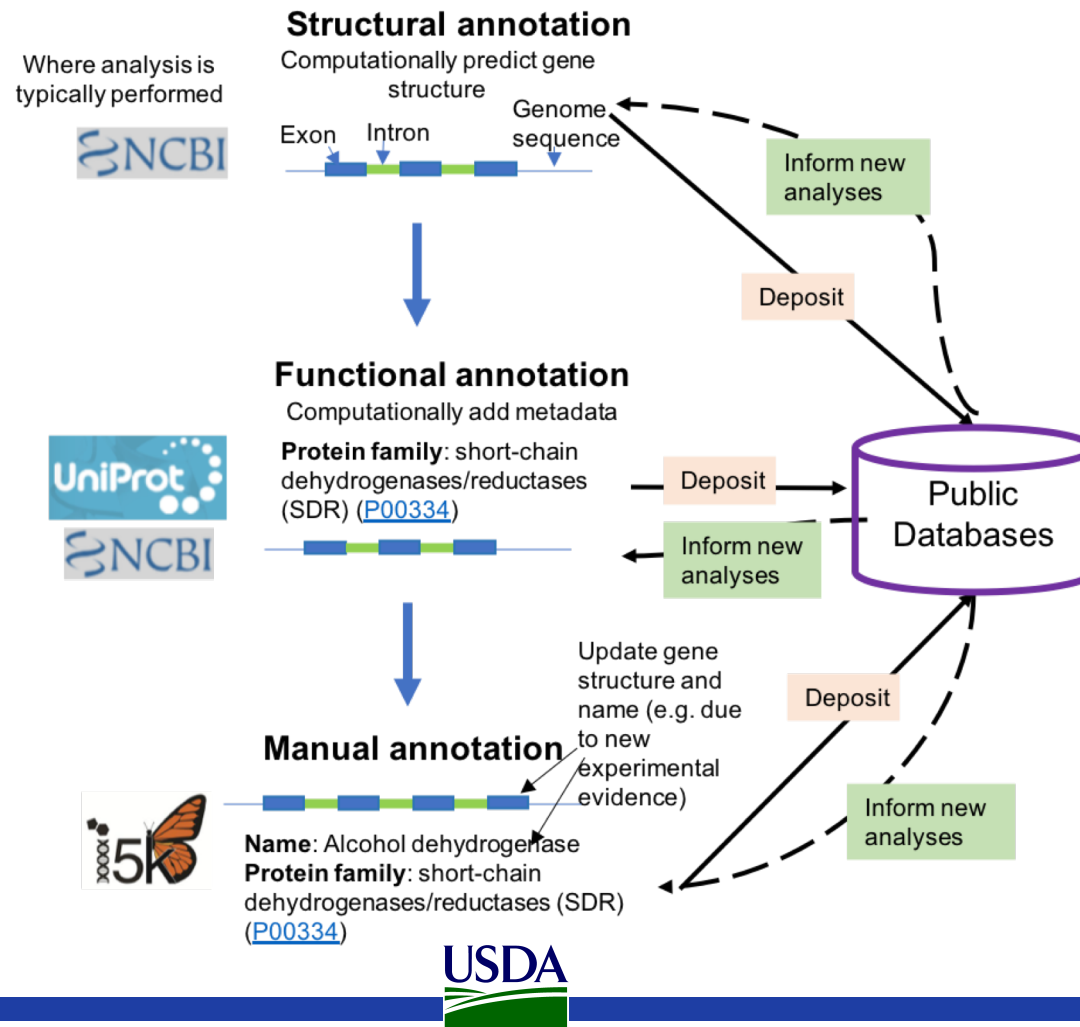 Structural annotation
Computationally predict gene
structure
Where analysis is
typically performed
NCBI
Exon
Intron
Genome
sequence
Inform new
analyses
Deposit
Functional annotation
Computationally add metadata
UniProt
NCBI
Protein family: short-chain
dehydrogenases/reductases
(SDR) (P00334)
Deposit
Inform new
analyses
Public
Databases
Update gene
structure and
name (e.g. due
to new
experimental
evidence)
Deposit
Inform new
analyses
Manual annotation
i5k
Name: Alcohol dehydrogenase
Protein family: short-chain
dehydrogenases/reductases (SDR)
(P00334)
USDA